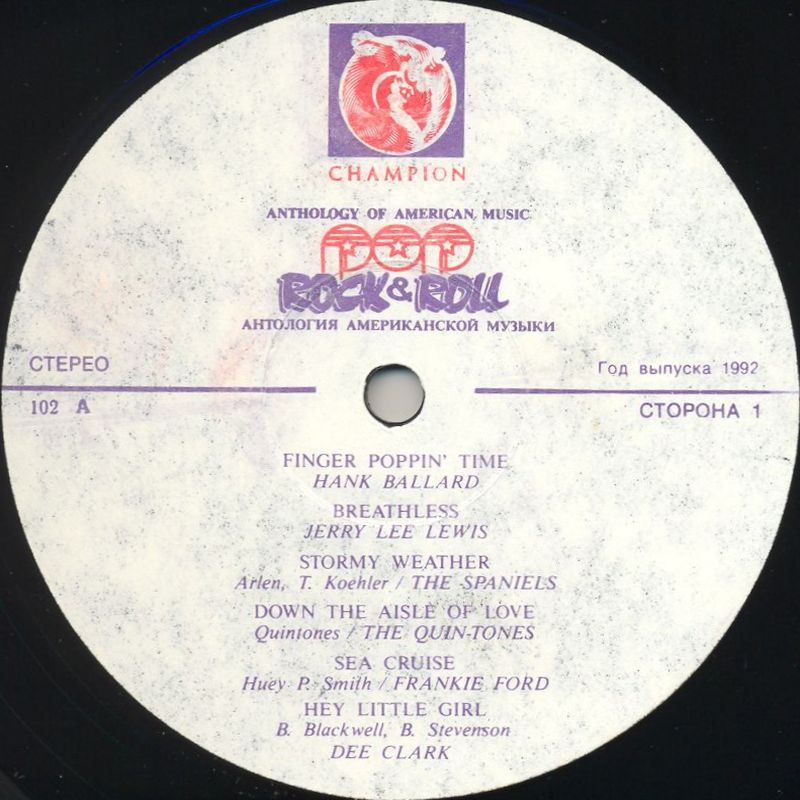 CHAMPION
ANTHOLOGY OF AMERICAN MUSIC
POP
ROCK & ROLL
АНТОЛОГИЯ АМЕРИКАНСКОЙ МУЗЫКИ
СТЕРЕО
Год выпуска 1992
102 A
СТОРОНА 1
FINGER POPPIN' TIME
HANK BALLARD
BREATHLESS
JERRY LEE LEWIS
STORMY WEATHER
Arlen, T. Koehler / THE SPANIELS
DOWN THE AISLE OF LOVE
Quintones / THE QUIN-TONES
SEA CRUISE
Huey P. Smith / FRANKIE FORD
HEY LITTLE GIRL
B. Blackwell, B. Stevenson
DEE CLARK